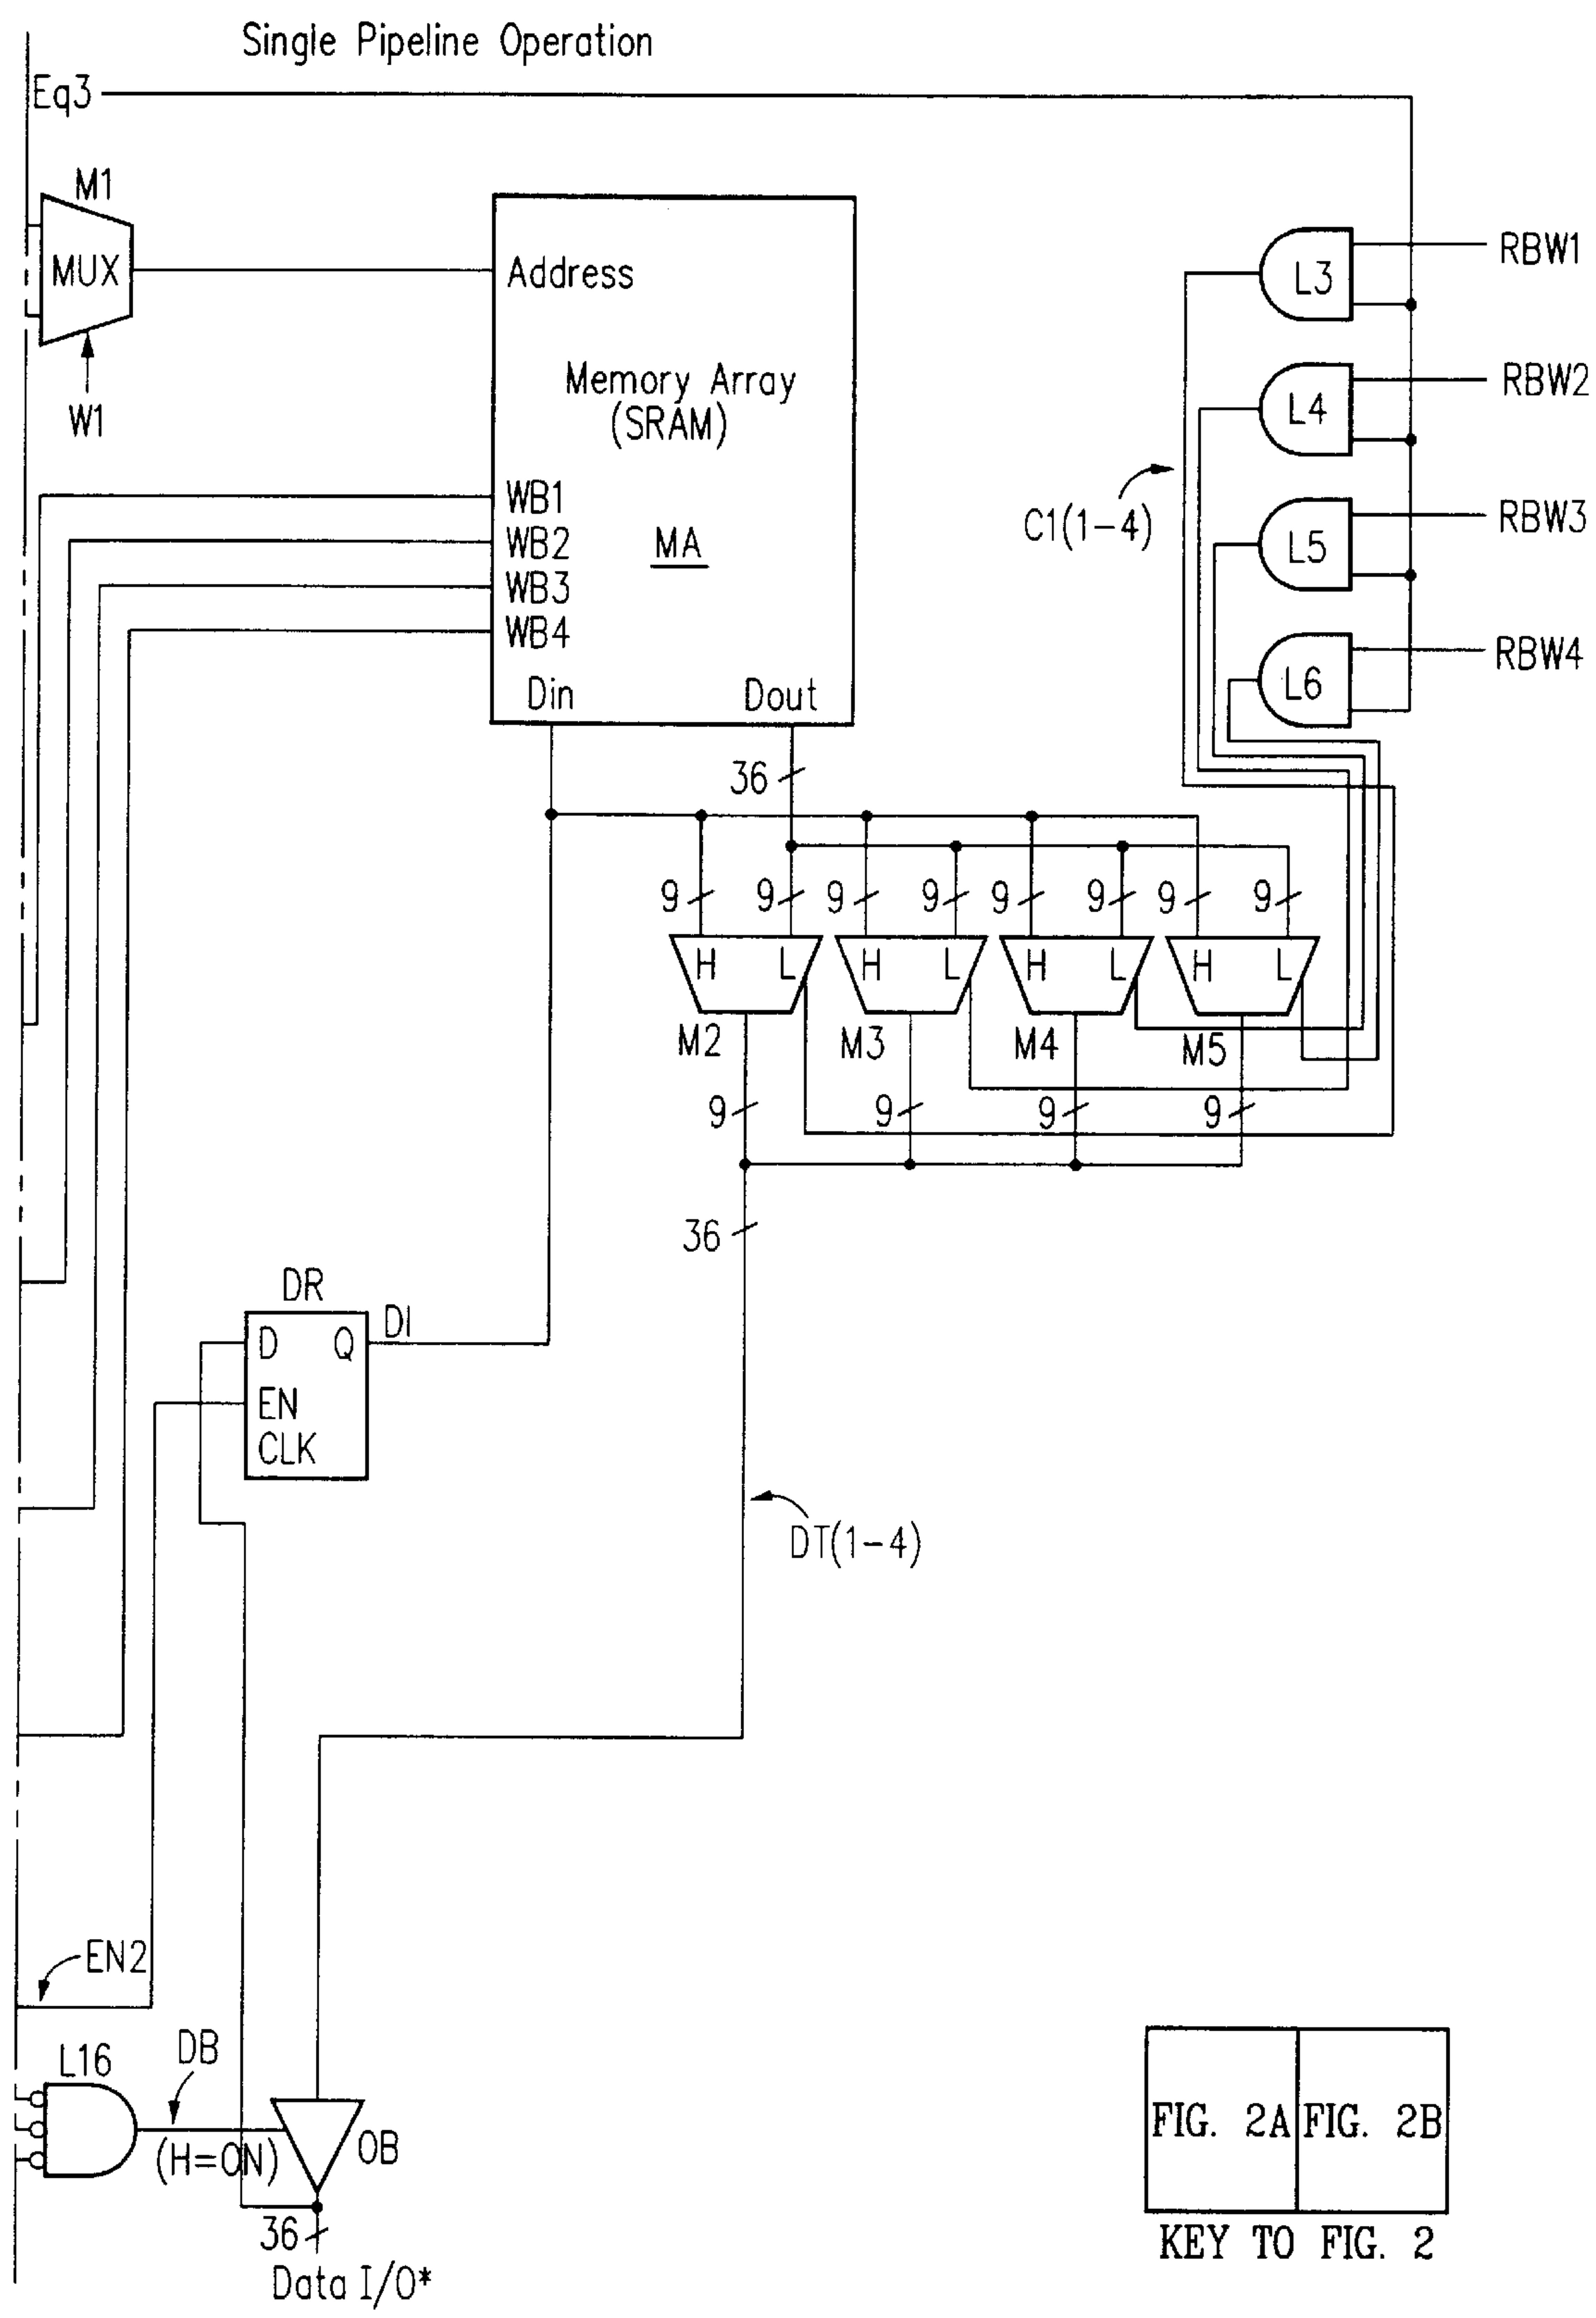 Single Pipeline Operation
Eq3
M1
MUX
W1
Address
Memory Array
(SRAM)
MA
WB1
WB2
WB3
WB4
Din
Dout
L3
RBW1
L4
RBW2
L5
RBW3
L6
RBW4
C1(1-4)
36
9
9
9
9
9
9
9
9
H
L
H
L
H
L
H
L
M2
M3
M4
M5
9
9
9
9
36
DR
D
Q
EN
CLK
DI
DT(1-4)
EN2
L16
DB
(H=ON)
OB
36
Data I/O*
FIG. 2A
FIG. 2B
KEY TO FIG. 2